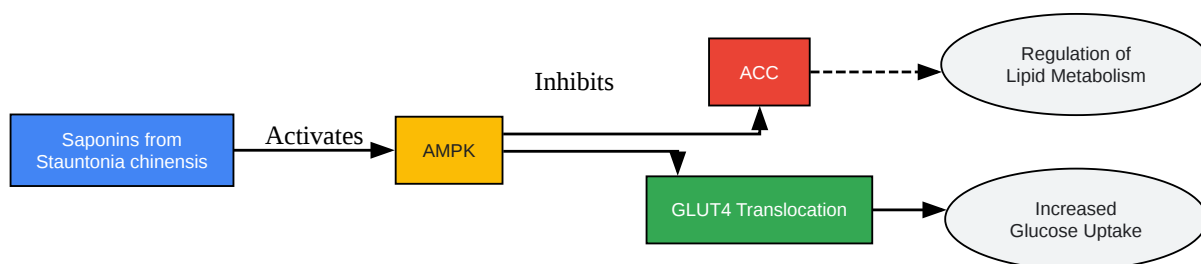 Saponins from
Stauntonia chinensis
Activates
AMPK
Inhibits
ACC
Regulation of
Lipid Metabolism
GLUT4 Translocation
Increased
Glucose Uptake